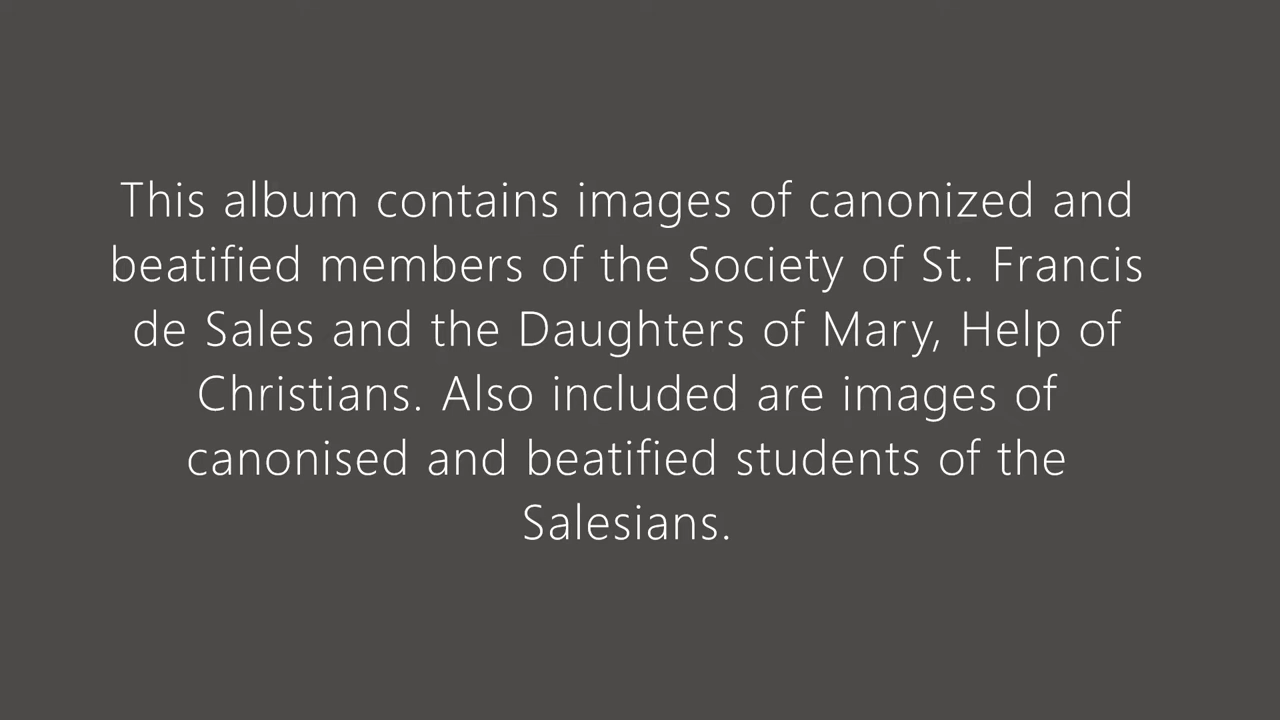 This album contains images of canonized and
beatified members of the Society of St. Francis
de Sales and the Daughters of Mary, Help of
Christians. Also included are images of
canonised and beatified students of the
Salesians.